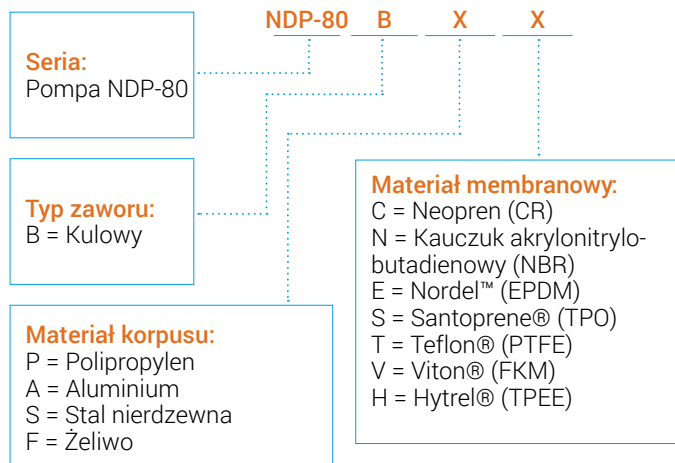 NDP-80 B X X
Seria:
Pompa NDP-80
Typ zaworu:
B = Kulowy
Materiał korpusu:
P = Polipropylen
A = Aluminium
S = Stal nierdzewna
F = Żeliwo
Materiał membranowy:
C = Neopren (CR)
N = Kauczuk akrylonitrylo-
butadienowy (NBR)
E = Nordel™ (EPDM)
S = Santoprene® (TPO)
T = Teflon® (PTFE)
V = Viton® (FKM)
H = Hytrel® (TPEE)